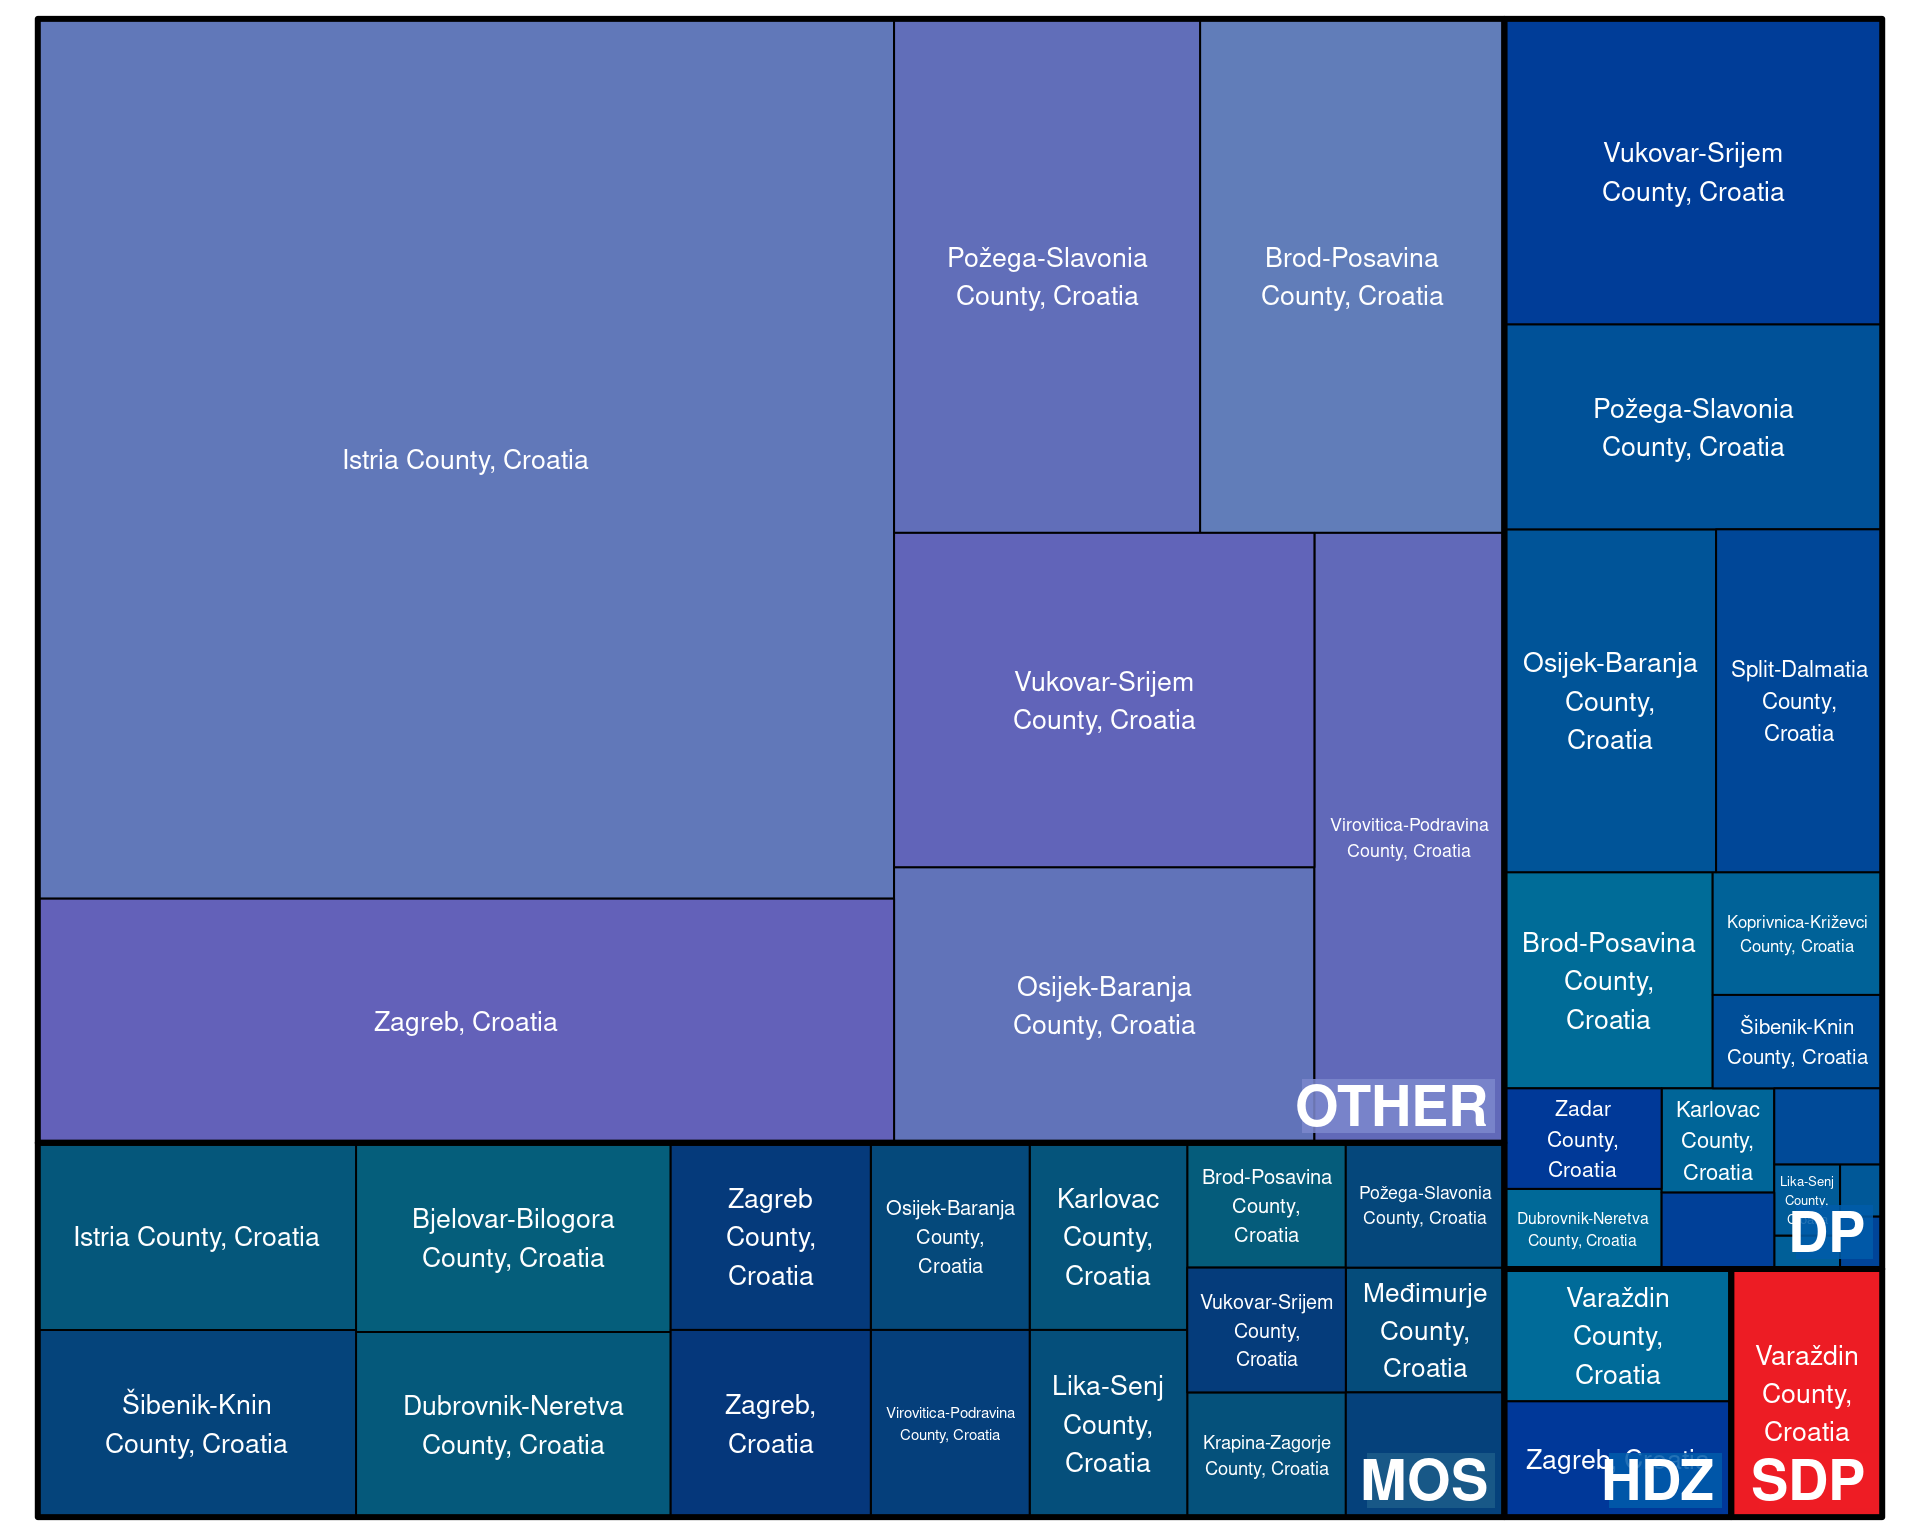 Istria County, Croatia
Zagreb, Croatia
Požega-Slavonia
County, Croatia
Brod-Posavina
County, Croatia
Vukovar-Srijem
County, Croatia
Virovitica-Podravina
County, Croatia
Osijek-Baranja
County, Croatia
OTHER
Istria County, Croatia
Šibenik-Knin
County, Croatia
Bjelovar-Bilogora
County, Croatia
Dubrovnik-Neretva
County, Croatia
Zagreb
County,
Croatia
Zagreb,
Croatia
Osijek-Baranja
County,
Croatia
Virovitica-Podravina
County, Croatia
Karlovac
County,
Croatia
Lika-Senj
County,
Croatia
Brod-Posavina
County,
Croatia
Vukovar-Srijem
County,
Croatia
Krapina-Zagorje
County, Croatia
Požega-Slavonia
County, Croatia
Međimurje
County,
Croatia
MOS
Vukovar-Srijem
County, Croatia
Požega-Slavonia
County, Croatia
Osijek-Baranja
County,
Croatia
Split-Dalmatia
County,
Croatia
Brod-Posavina
County,
Croatia
Koprivnica-Križevci
County, Croatia
Šibenik-Knin
County, Croatia
Zadar
County,
Croatia
Karlovac
County,
Croatia
Dubrovnik-Neretva
County, Croatia
Lika-Senj
County,
DP
Varaždin
County,
Croatia
Zagreb, Croatia
HDZ
Varaždin
County,
Croatia
SDP